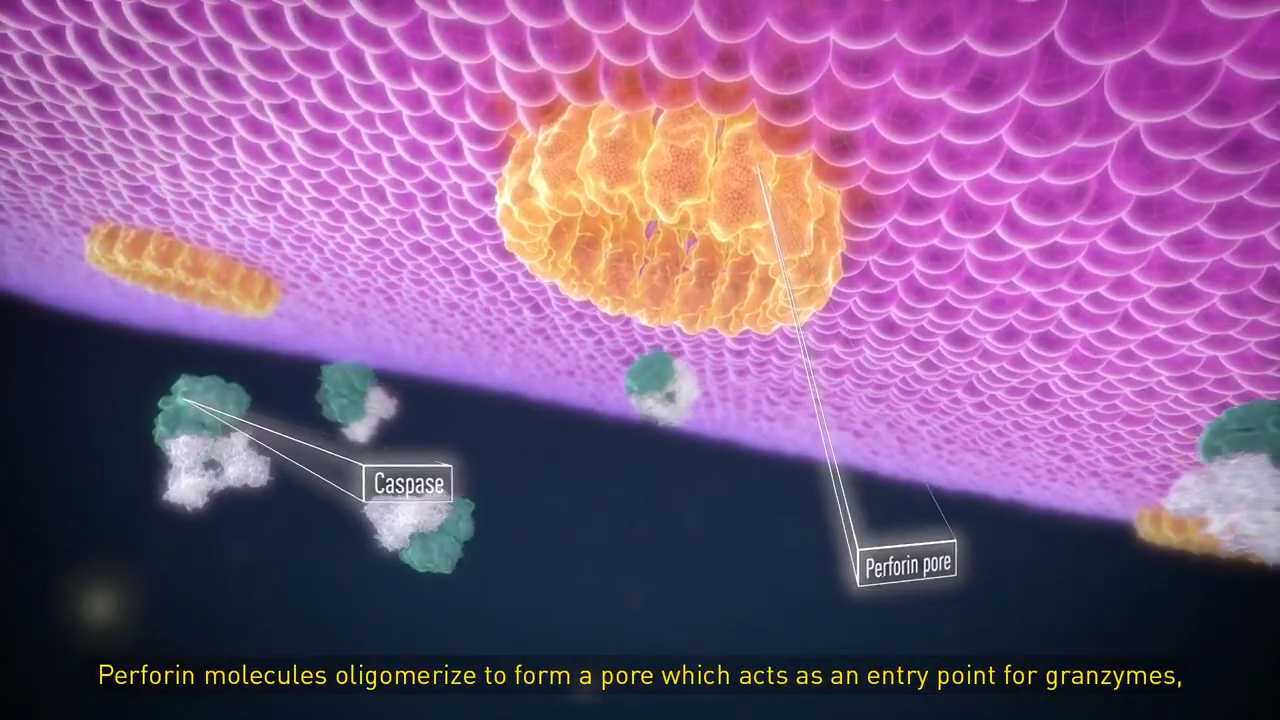 Caspase
Perforin pore
Perforin molecules oligomerize to form a pore which acts as an entry point for granzymes,